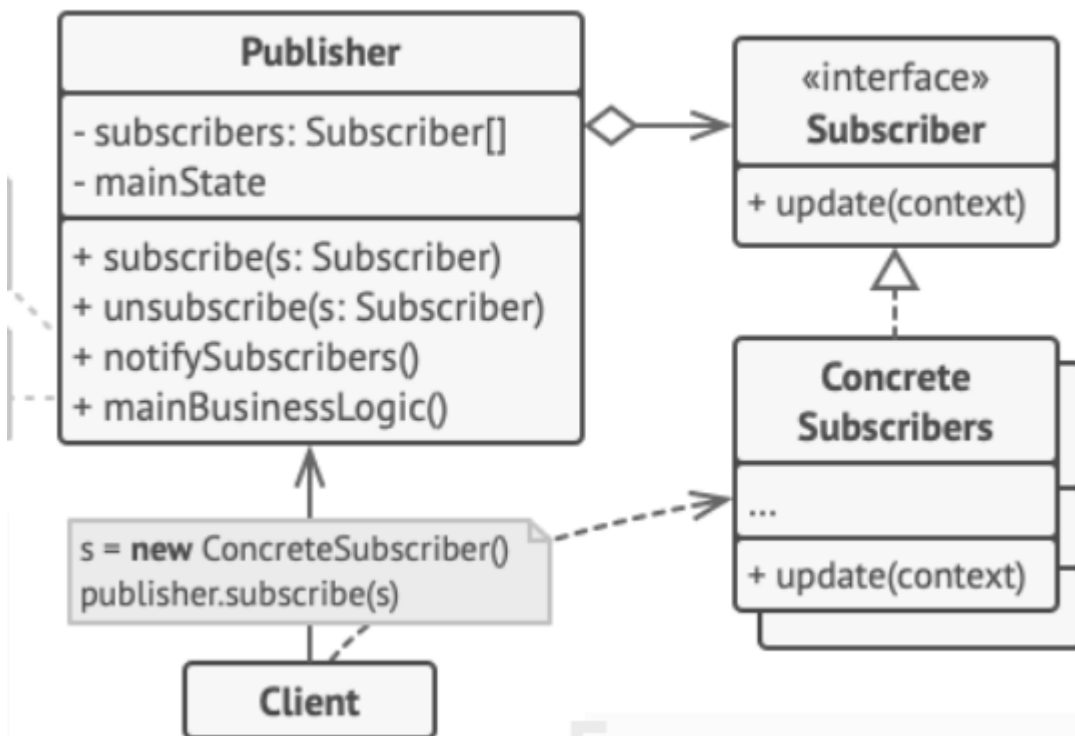 Publisher
- subscribers: Subscriber[]
- mainState
+ subscribe(s: Subscriber)
+ unsubscribe(s: Subscriber)
+ notifySubscribers()
+ mainBusinessLogic()
«interface»
Subscriber
+ update(context)
Concrete
Subscribers
...
+ update(context)
s = new ConcreteSubscriber()
publisher.subscribe(s)
Client